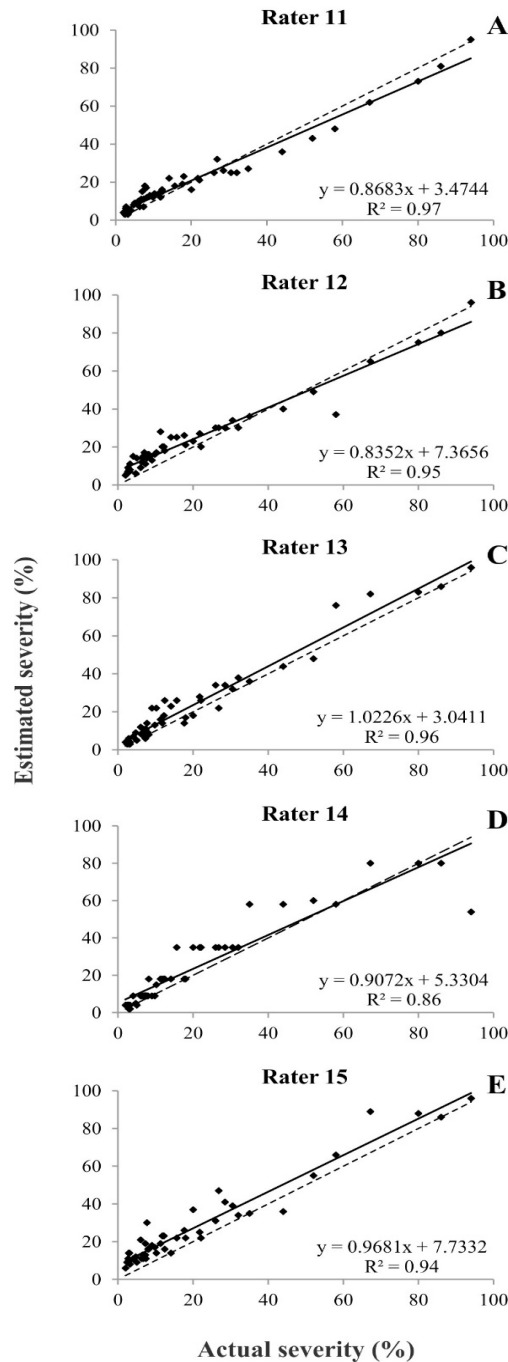 Rater 11
A
100
80
60
40
20
0
y = 0.8683x + 3.4744
R² = 0.97
0 20 40 60 80 100
Rater 12
B
100
80
60
40
20
0
y = 0.8352x + 7.3656
R² = 0.95
0 20 40 60 80 100
Rater 13
C
100
80
60
40
20
0
y = 1.0226x + 3.0411
R² = 0.96
0 20 40 60 80 100
Rater 14
D
100
80
60
40
20
0
y = 0.9072x + 5.3304
R² = 0.86
0 20 40 60 80 100
Rater 15
E
100
80
60
40
20
0
y = 0.9681x + 7.7332
R² = 0.94
0 20 40 60 80 100
Estimated severity (%)
Actual severity (%)